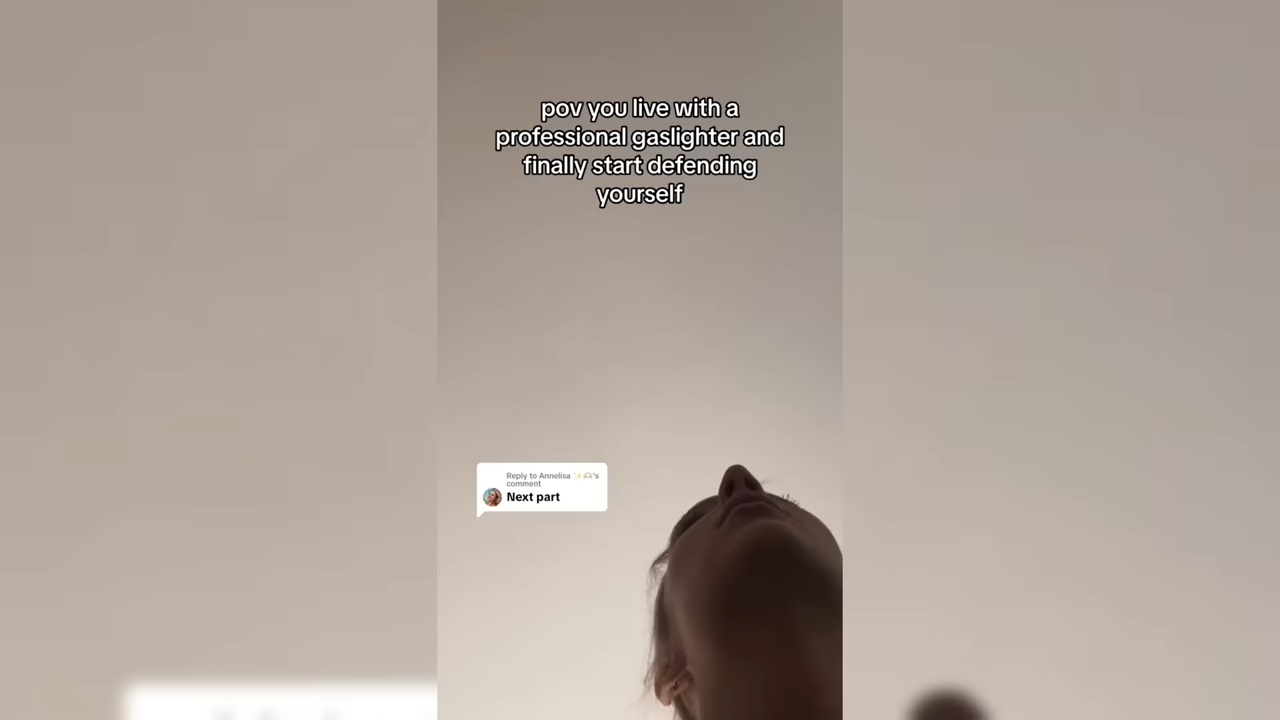 pov you live with a
professional gaslighter and
finally start defending
yourself
Reply to Annelisa ✨🫶🏻's
comment
Next part